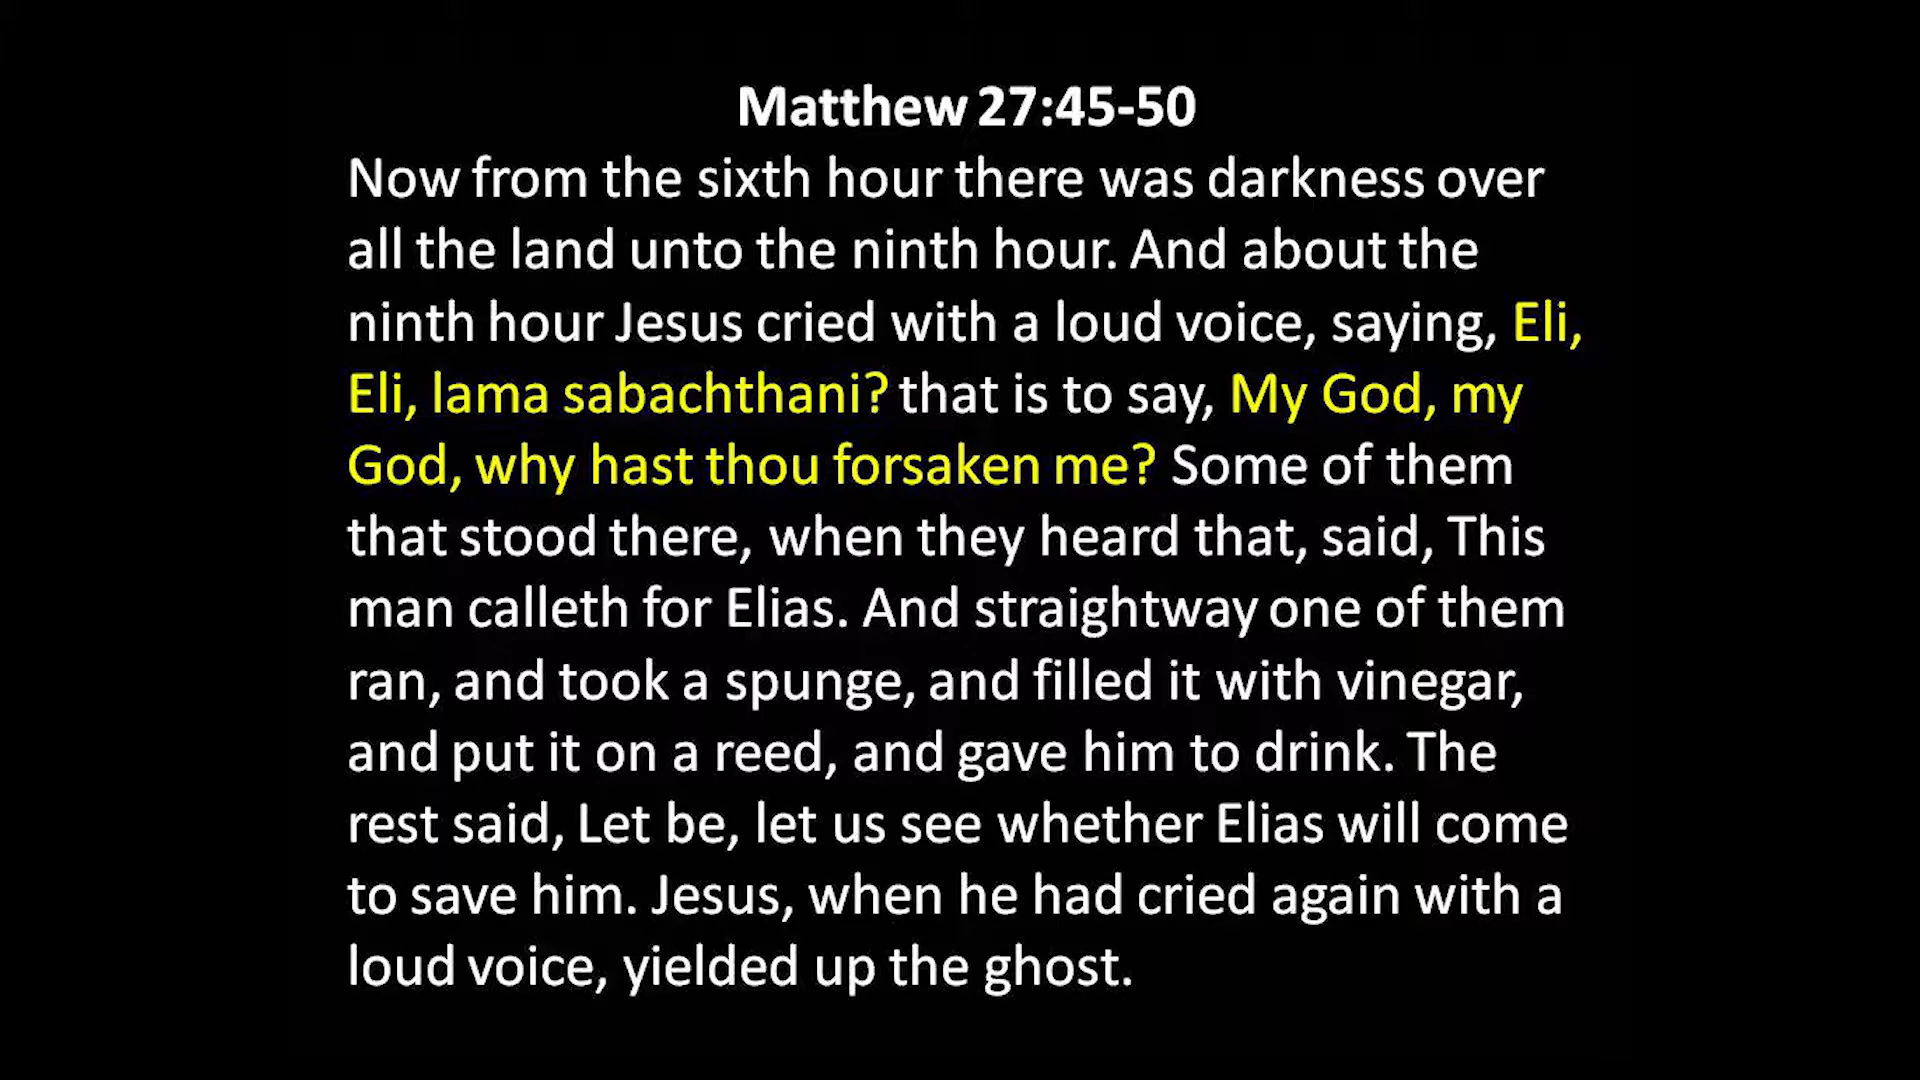 Matthew 27:45-50
Now from the sixth hour there was darkness over
all the land unto the ninth hour. And about the
ninth hour Jesus cried with a loud voice, saying, Eli,
Eli, lama sabachthani? that is to say, My God, my
God, why hast thou forsaken me? Some of them
that stood there, when they heard that, said, This
man calleth for Elias. And straightway one of them
ran, and took a spunge, and filled it with vinegar,
and put it on a reed, and gave him to drink. The
rest said, Let be, let us see whether Elias will come
to save him. Jesus, when he had cried again with a
loud voice, yielded up the ghost.